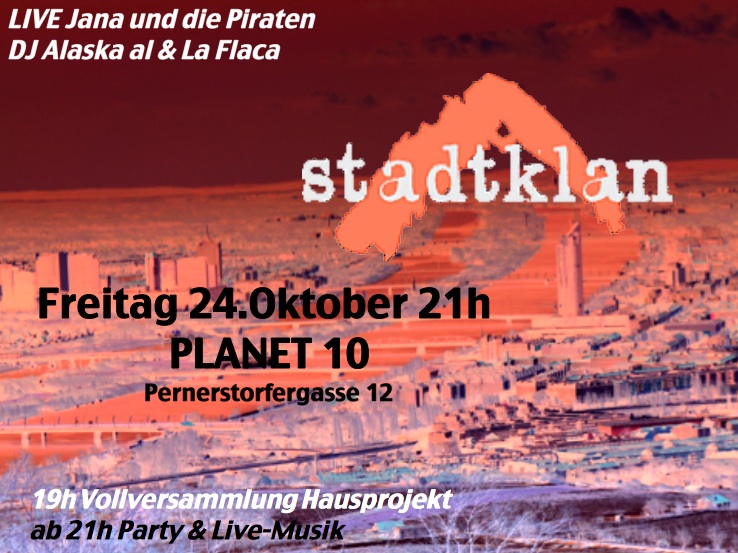 LIVE Jana und die Piraten
DJ Alaska al & La Flaca
stadtklan
Freitag 24.Oktober 21h
PLANET 10
Pernerstorfergasse 12
19h Vollversammlung Hausprojekt
ab 21h Party & Live-Musik